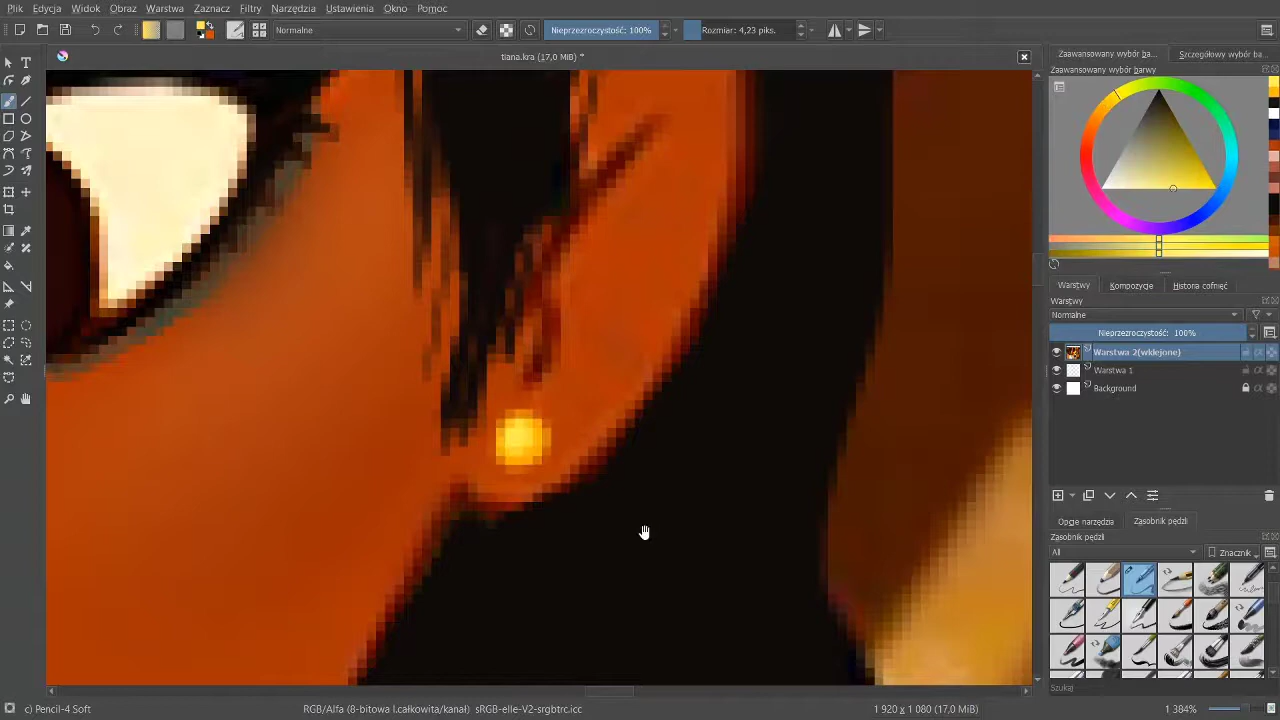 Plik Edycja Widok Obraz Warstwa Zaznacz Filtry Narzędzia Ustawienia Okno Pomoc
Normalne Nieprzezroczystość: 100% Rozmiar: 4,23 piks.
tiana.kra (17,0 MiB) *
Zaawansowany wybór ba... Szczegółowy wybór ba...
Zaawansowany wybór barwy
Warstwy Kompozycje Historia cofnięć
Warstwy
Normalne
Nieprzezroczystość: 100%
Warstwa 2(wklejone)
Warstwa 1
Background
Opcje narzędzia Zasobnik pędzli
Zasobnik pędzli
All Znacznik
Szukaj
c) Pencil-4 Soft RGB/Alfa (8-bitowa l.całkowita/kanał) sRGB-elle-V2-srgbtrc.icc 1 920 x 1 080 (17,0 MiB) 1 384%